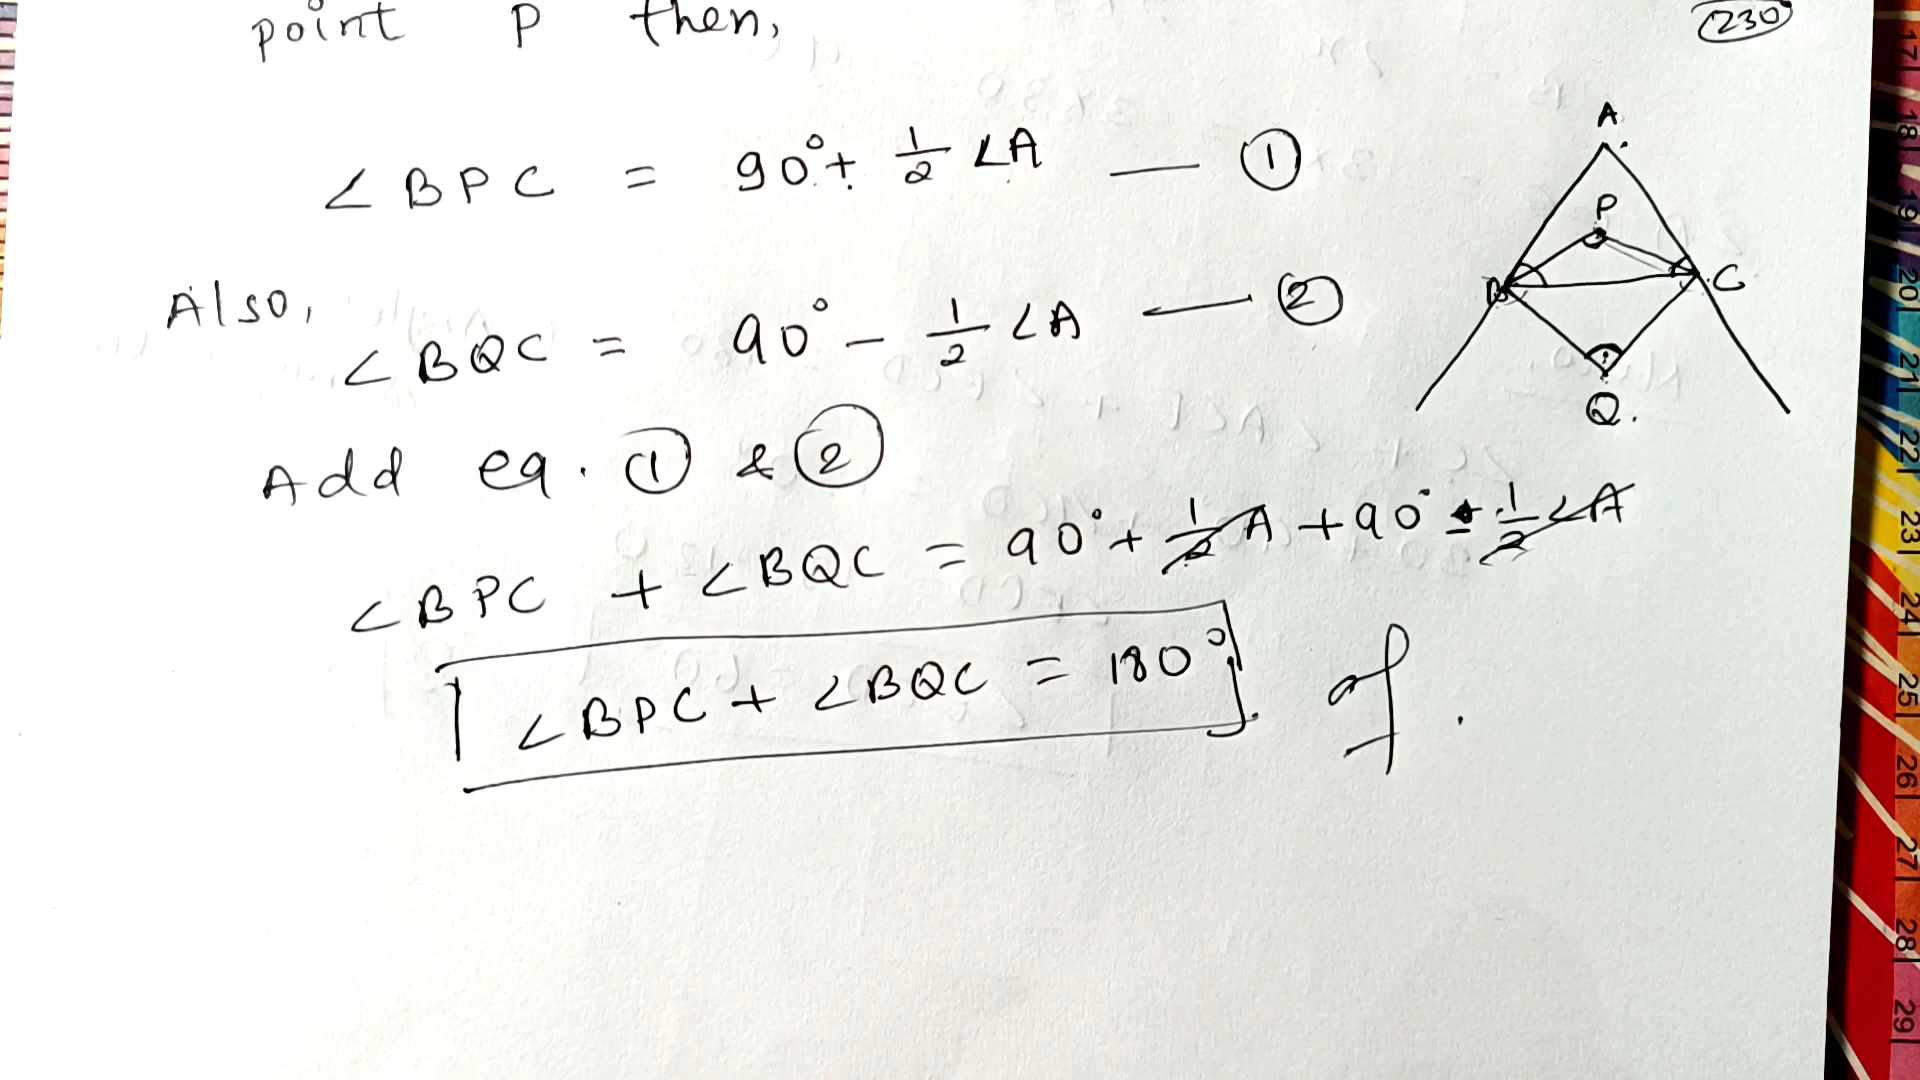 point P then,
230
∠BPC = 90° + 1/2 ∠A — ①
Also,
∠BQC = 90° - 1/2 ∠A — ②
Add eq. ① & ②
∠BPC + ∠BQC = 90° + 1/2 A + 90° - 1/2 ∠A
∠BPC + ∠BQC = 180°
A
P
B
C
Q.
17
18
19
20
21
22
23
24
25
26
27
28
29